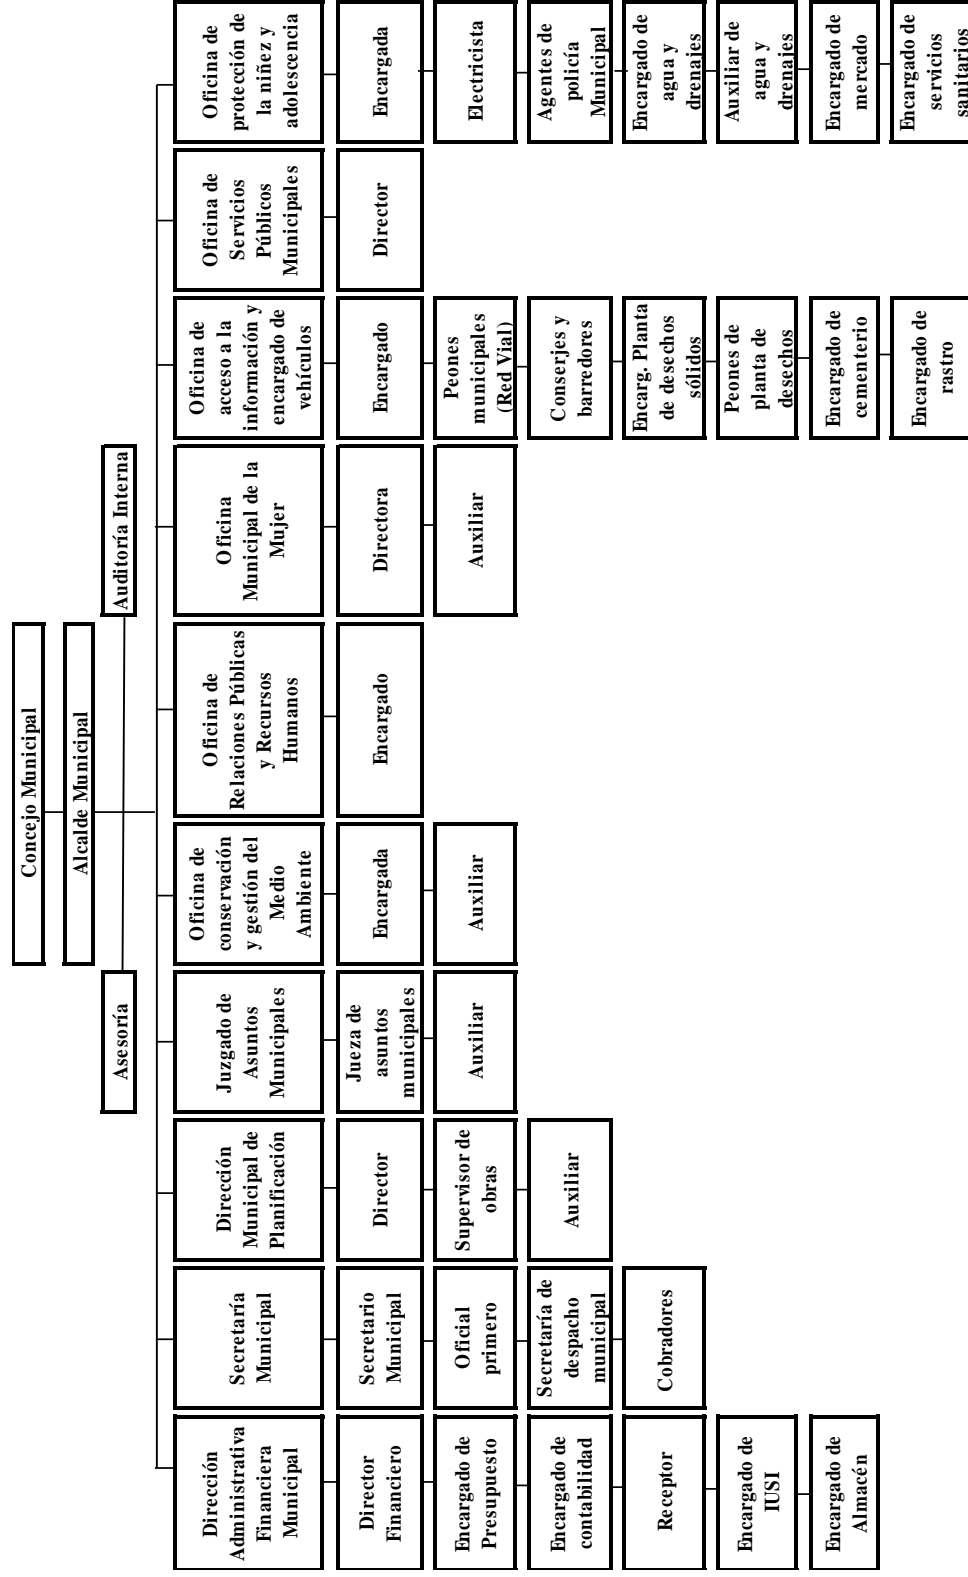 Concejo Municipal
Alcalde Municipal
Asesoría
Auditoría Interna
Dirección
Administrativa
Financiera
Municipal
Secretaría
Municipal
Dirección
Municipal de
Planificación
Juzgado de
Asuntos
Municipales
Oficina de
conservación
y gestión del
Medio
Ambiente
Oficina de
Relaciones Públicas
y Recursos
Humanos
Oficina
Municipal de la
Mujer
Oficina de
acceso a la
información y
encargado de
vehículos
Oficina de
Servicios
Públicos
Municipales
Oficina de
protección de
la niñez y
adolescencia
Director
Financiero
Secretario
Municipal
Director
Jueza de
asuntos
municipales
Encargada
Encargado
Directora
Encargado
Director
Encargada
Encargado de
Presupuesto
Oficial
primero
Supervisor de
obras
Auxiliar
Auxiliar
Auxiliar
Peones
municipales
(Red Vial)
Electricista
Encargado de
contabilidad
Secretaría de
despacho
municipal
Auxiliar
Conserjes y
barredores
Agentes de
policía
Municipal
Receptor
Cobradores
Encarg. Planta
de desechos
sólidos
Encargado de
agua y
drenajes
Encargado de
IUSI
Peones de
planta de
desechos
Auxiliar de
agua y
drenajes
Encargado de
Almacén
Encargado de
cementerio
Encargado de
mercado
Encargado de
rastro
Encargado de
servicios
sanitarios